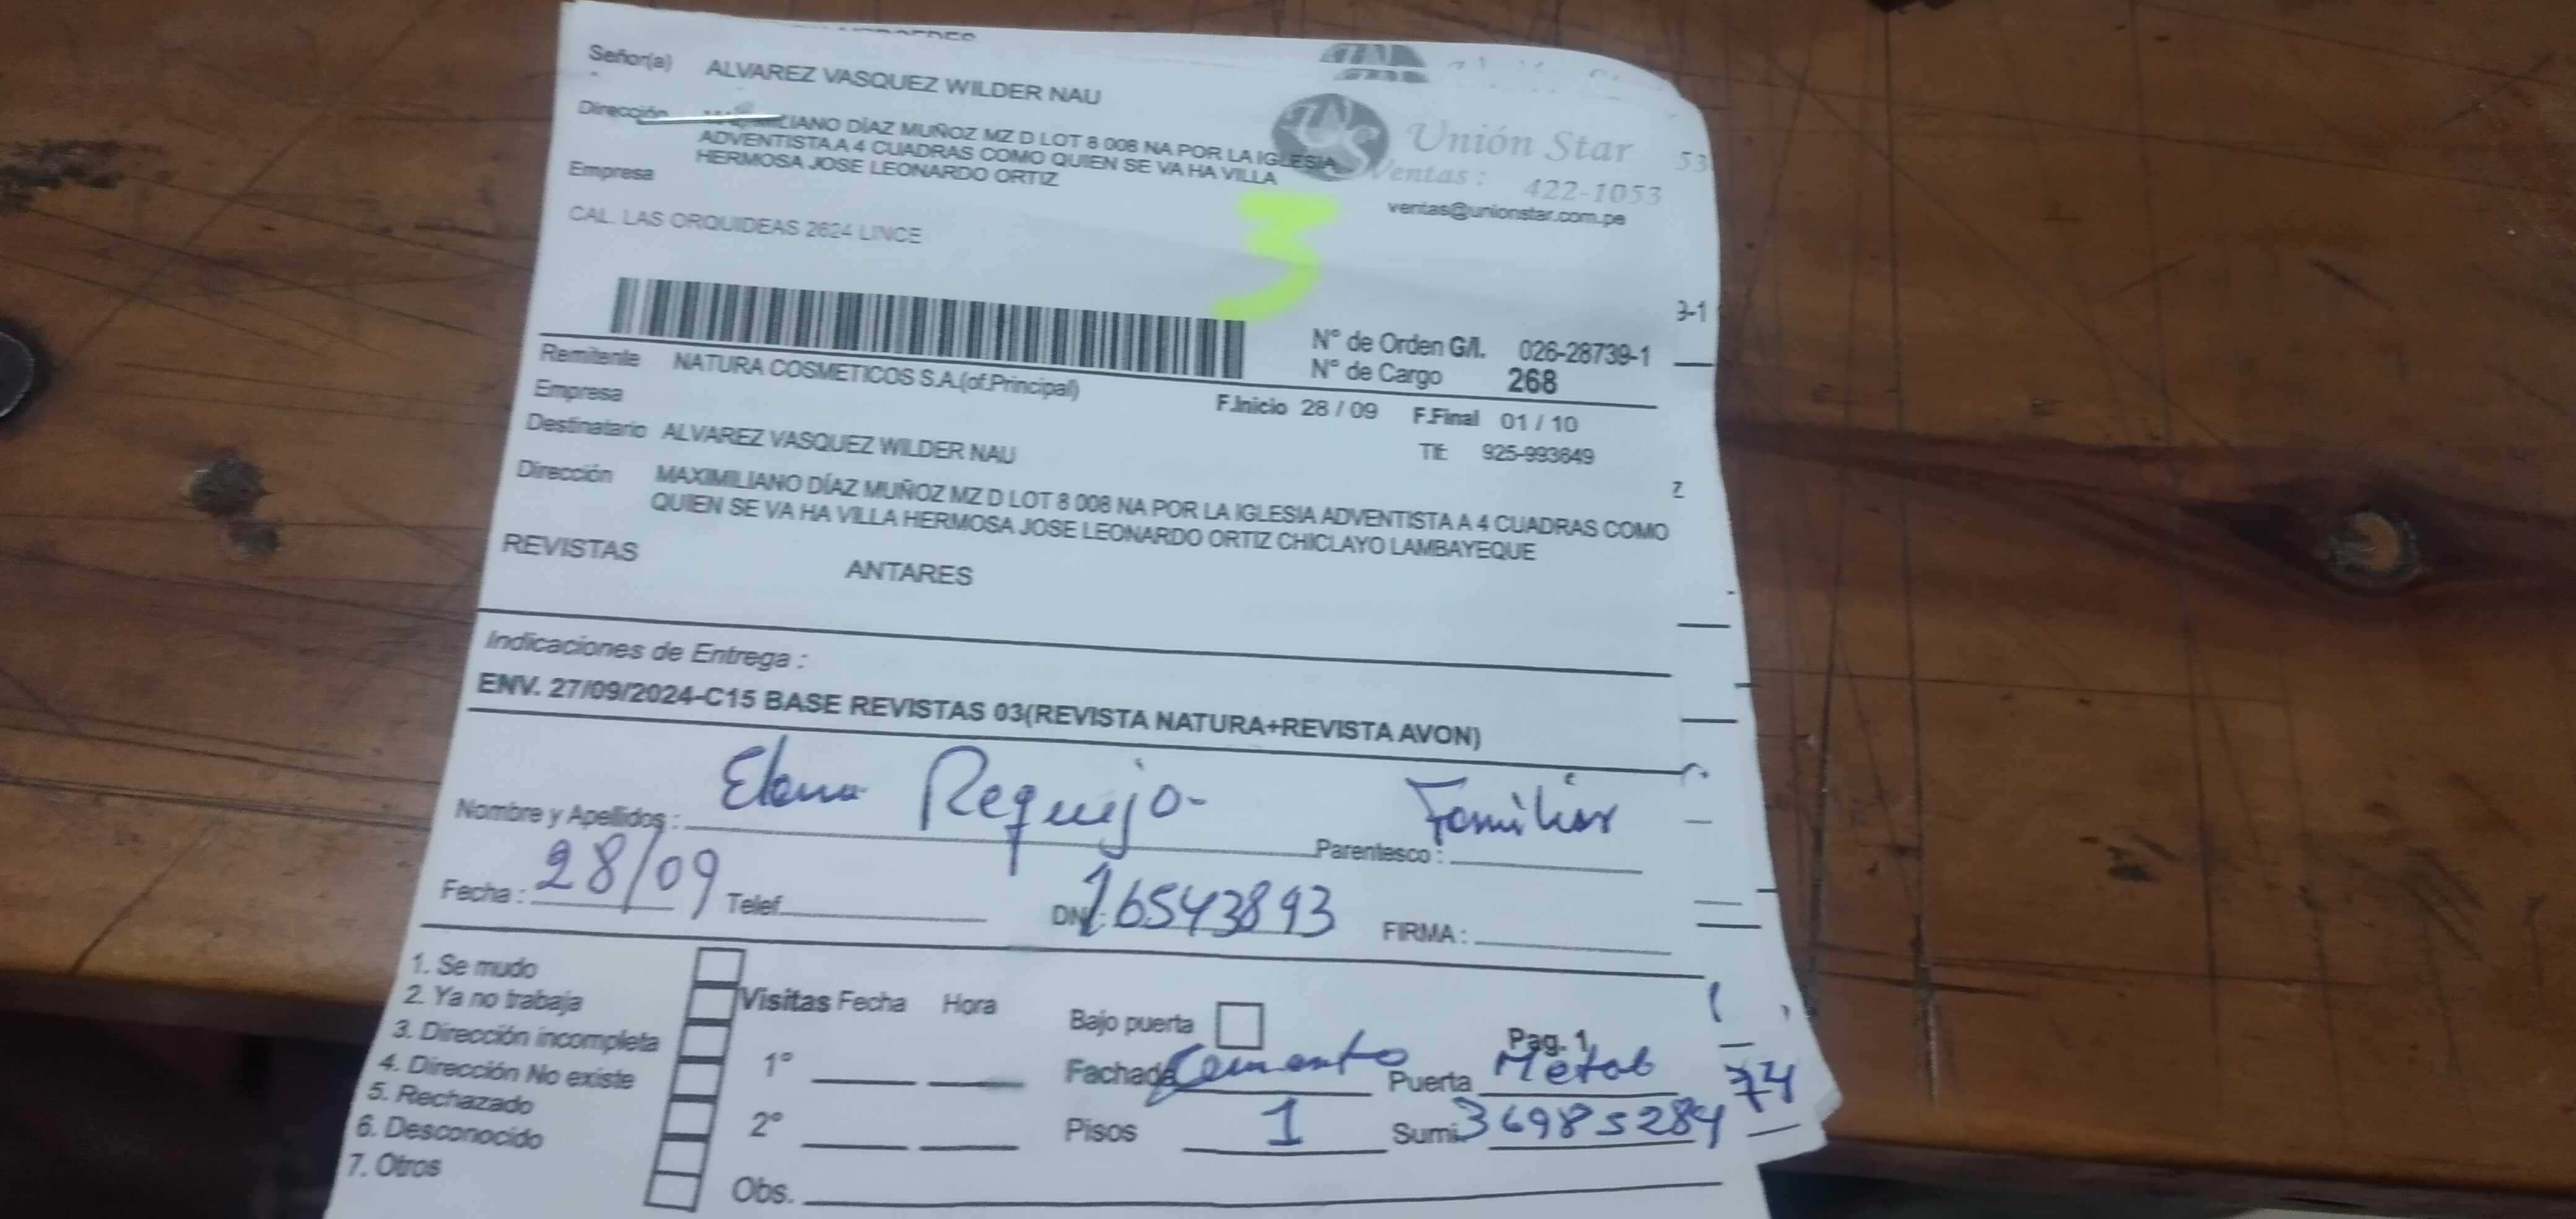 Señor(a) ALVAREZ VASQUEZ WILDER NAU
Dirección LIANO DÍAZ MUÑOZ MZ D LOT 8 008 NA POR LA IGLESIA
ADVENTISTA A 4 CUADRAS COMO QUIEN SE VA HA VILLA
HERMOSA JOSE LEONARDO ORTIZ
Empresa
Unión Star
Ventas : 422-1053
ventas@unionstar.com.pe
53
CAL. LAS ORQUIDEAS 2624 LINCE
3
3-1
N° de Orden G/I. 026-28739-1
N° de Cargo 268
Remitente NATURA COSMETICOS S.A.(of.Principal)
Empresa
F.Inicio 28 / 09 F.Final 01 / 10
Destinatario ALVAREZ VASQUEZ WILDER NAU
Tlf: 925-993649
Dirección MAXIMILIANO DÍAZ MUÑOZ MZ D LOT 8 008 NA POR LA IGLESIA ADVENTISTA A 4 CUADRAS COMO
QUIEN SE VA HA VILLA HERMOSA JOSE LEONARDO ORTIZ CHICLAYO LAMBAYEQUE
Z
REVISTAS ANTARES
Indicaciones de Entrega :
ENV. 27/09/2024-C15 BASE REVISTAS 03(REVISTA NATURA+REVISTA AVON)
Nombre y Apellidos : Elena Requejo Parentesco : Familiar
Fecha : 28/09 Telef. DNI : 16543893 FIRMA :
1. Se mudo
2. Ya no trabaja
3. Dirección incompleta
4. Dirección No existe
5. Rechazado
6. Desconocido
7. Otros
Visitas Fecha Hora
1°
2°
Obs.
Bajo puerta
Pag. 1
Fachada Cemento Puerta Metal
Pisos 1 Sumi. 36985284
74